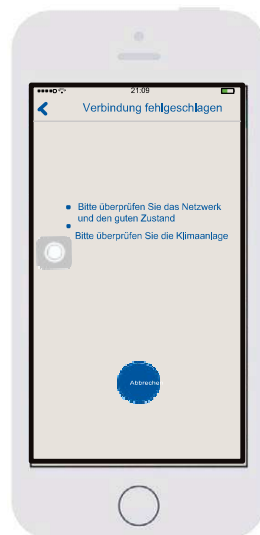 21:09
Verbindung fehlgeschlagen
Bitte überprüfen Sie das Netzwerk
und den guten Zustand
Bitte überprüfen Sie die Klimaanlage
Abbreche